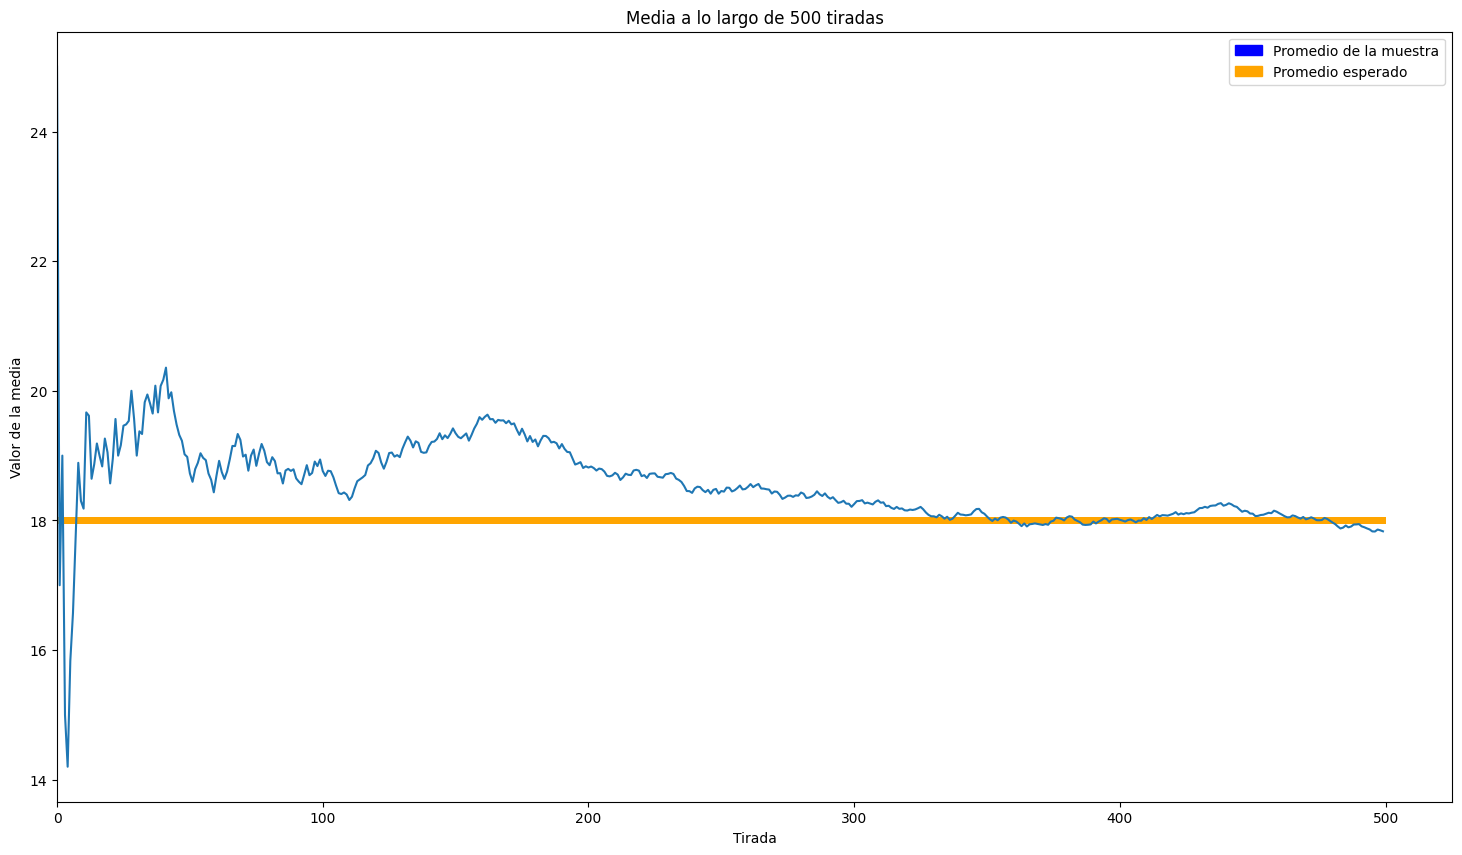 Media a lo largo de 500 tiradas
Promedio de la muestra
Promedio esperado
Valor de la media
24
22
20
18
16
14
0
100
200
300
400
500
Tirada